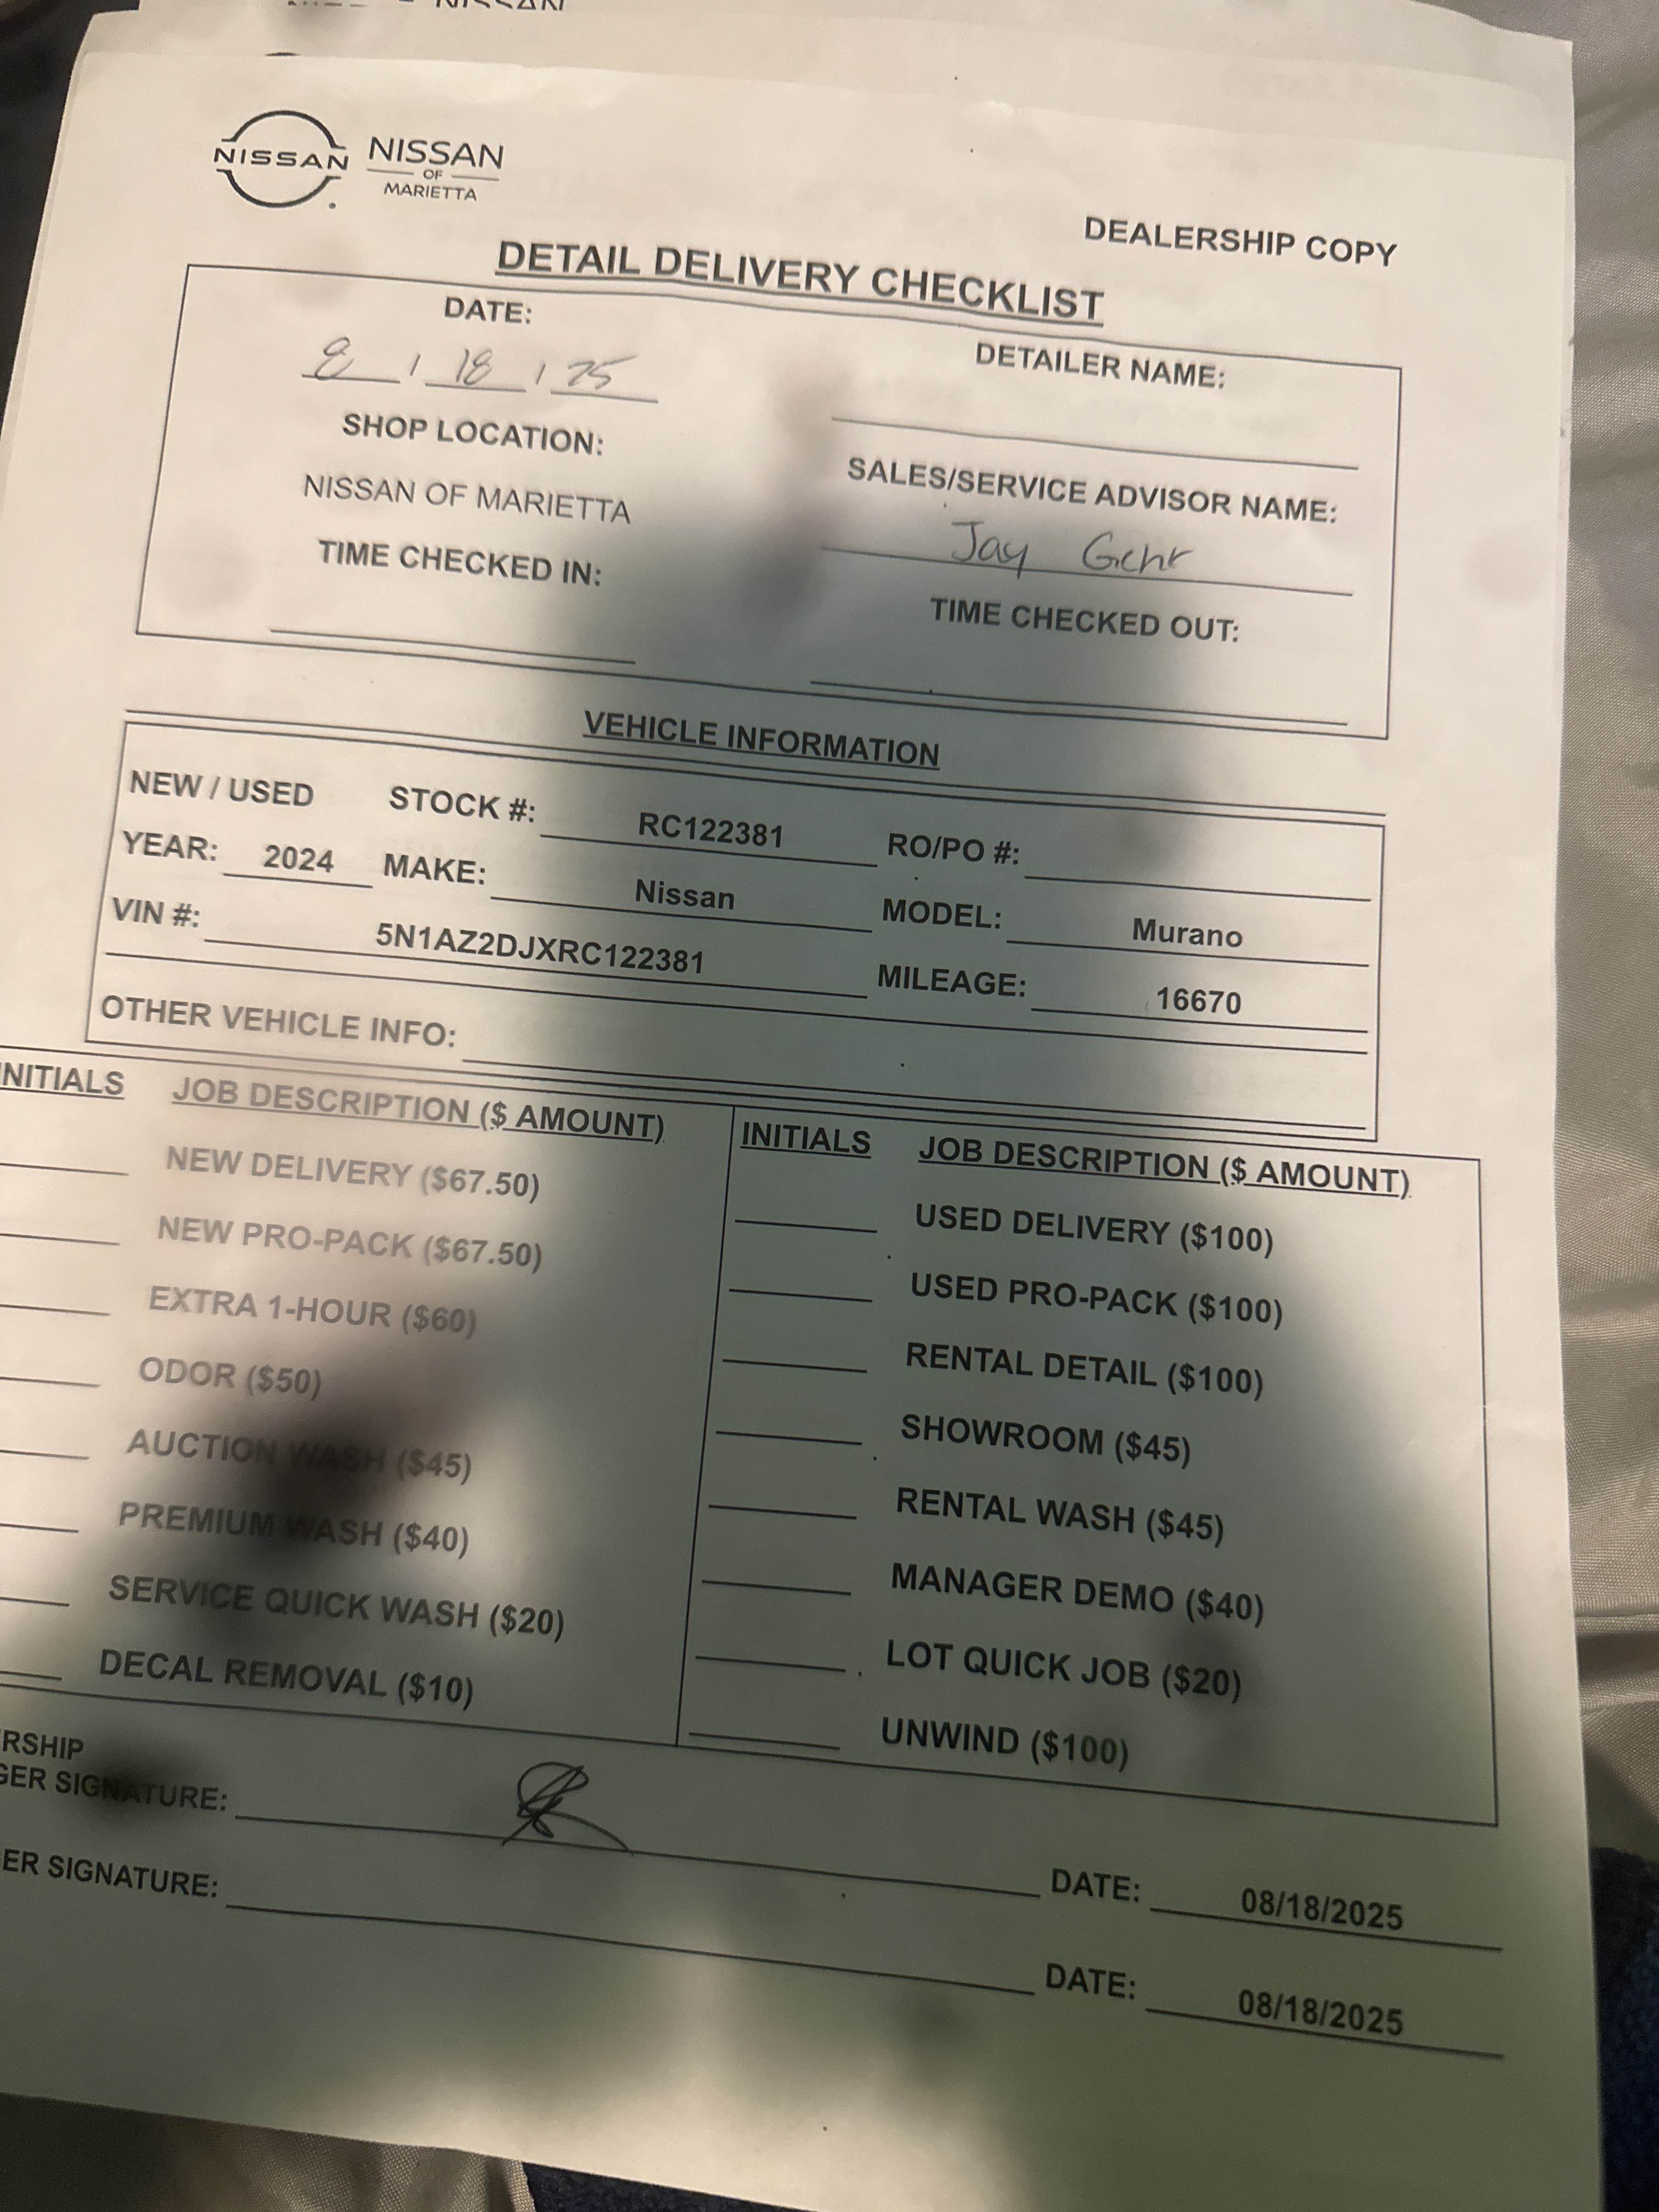 NISSAN
NISSAN
NISSAN
OF
MARIETTA
DEALERSHIP COPY
DETAIL DELIVERY CHECKLIST
DATE:
8 / 18 / 25
DETAILER NAME:
SHOP LOCATION:
NISSAN OF MARIETTA
SALES/SERVICE ADVISOR NAME:
Jay Gehr
TIME CHECKED IN:
TIME CHECKED OUT:
VEHICLE INFORMATION
NEW / USED STOCK #: RC122381 RO/PO #:
YEAR: 2024 MAKE: Nissan MODEL: Murano
VIN #: 5N1AZ2DJXRC122381 MILEAGE: 16670
OTHER VEHICLE INFO:
INITIALS JOB DESCRIPTION ($ AMOUNT)
NEW DELIVERY ($67.50)
NEW PRO-PACK ($67.50)
EXTRA 1-HOUR ($60)
ODOR ($50)
AUCTION WASH ($45)
PREMIUM WASH ($40)
SERVICE QUICK WASH ($20)
DECAL REMOVAL ($10)
INITIALS JOB DESCRIPTION ($ AMOUNT)
USED DELIVERY ($100)
USED PRO-PACK ($100)
RENTAL DETAIL ($100)
SHOWROOM ($45)
RENTAL WASH ($45)
MANAGER DEMO ($40)
LOT QUICK JOB ($20)
UNWIND ($100)
RSHIP
GER SIGNATURE: DATE: 08/18/2025
ER SIGNATURE: DATE: 08/18/2025